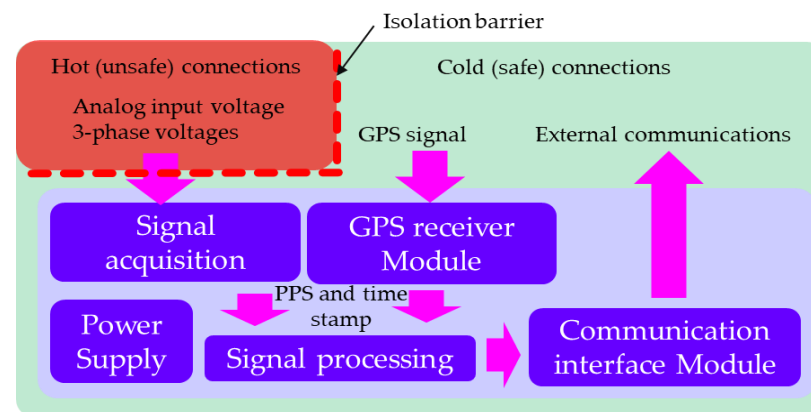 Isolation barrier
Hot (unsafe) connections
Cold (safe) connections
Analog input voltage
3-phase voltages
GPS signal
External communications
Signal
acquisition
GPS receiver
Module
PPS and time
stamp
Power
Supply
Signal processing
Communication
interface Module